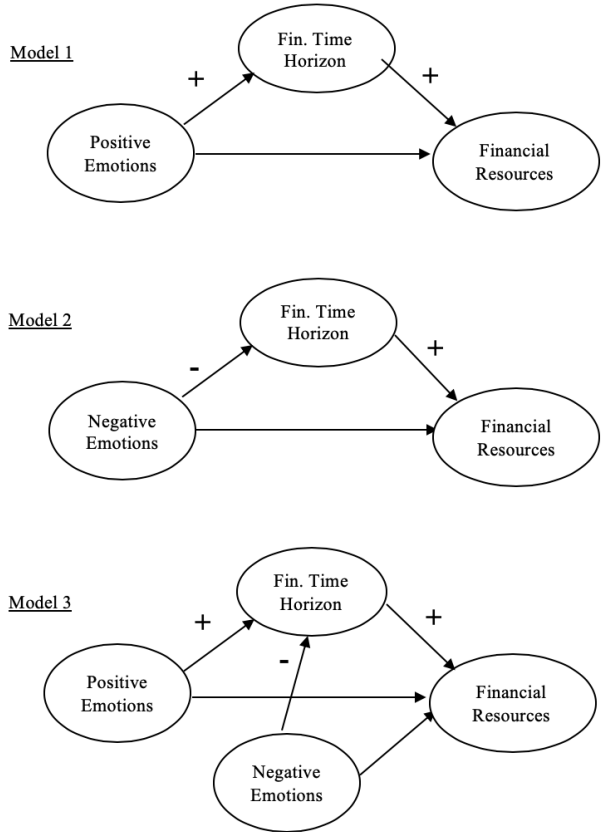 Model 1
Fin. Time
Horizon
+
+
Positive
Emotions
Financial
Resources
Model 2
Fin. Time
Horizon
-
+
Negative
Emotions
Financial
Resources
Model 3
Fin. Time
Horizon
+
+
-
Positive
Emotions
Financial
Resources
Negative
Emotions